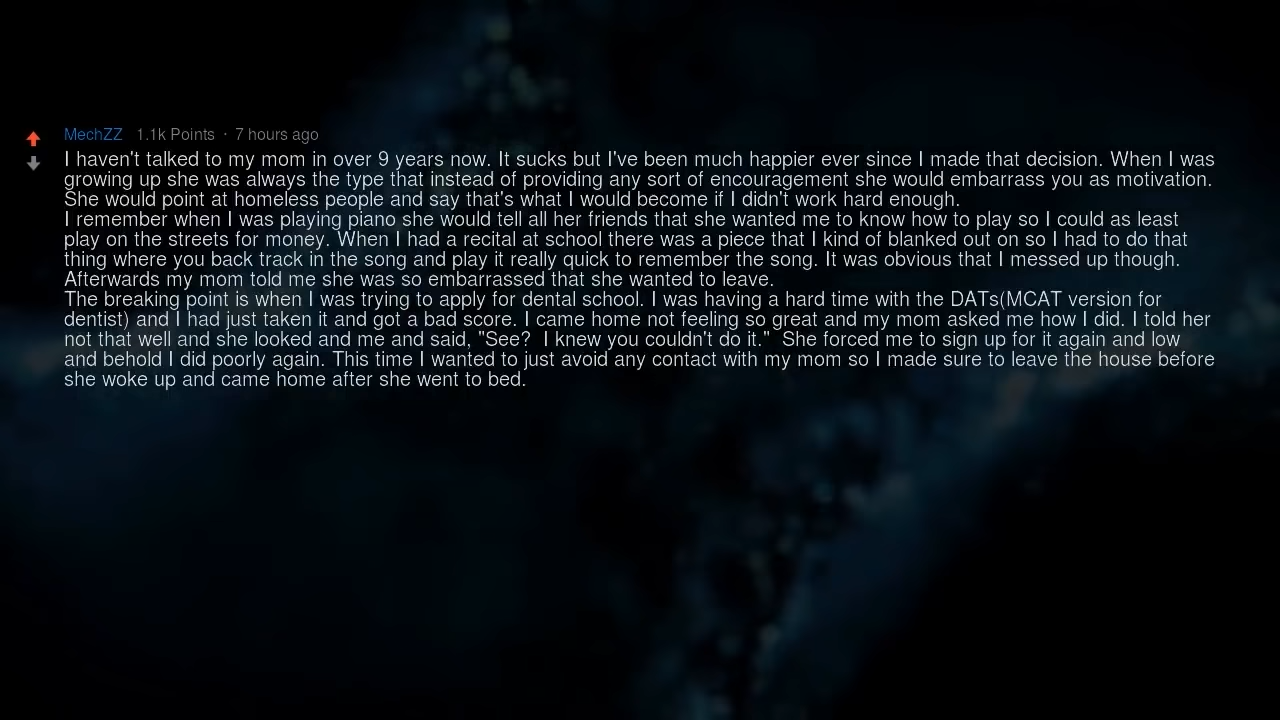 MechZZ 1.1k Points · 7 hours ago
I haven't talked to my mom in over 9 years now. It sucks but I've been much happier ever since I made that decision. When I was
growing up she was always the type that instead of providing any sort of encouragement she would embarrass you as motivation.
She would point at homeless people and say that's what I would become if I didn't work hard enough.
I remember when I was playing piano she would tell all her friends that she wanted me to know how to play so I could as least
play on the streets for money. When I had a recital at school there was a piece that I kind of blanked out on so I had to do that
thing where you back track in the song and play it really quick to remember the song. It was obvious that I messed up though.
Afterwards my mom told me she was so embarrassed that she wanted to leave.
The breaking point is when I was trying to apply for dental school. I was having a hard time with the DATs(MCAT version for
dentist) and I had just taken it and got a bad score. I came home not feeling so great and my mom asked me how I did. I told her
not that well and she looked and me and said, "See?  I knew you couldn't do it."  She forced me to sign up for it again and low
and behold I did poorly again. This time I wanted to just avoid any contact with my mom so I made sure to leave the house before
she woke up and came home after she went to bed.